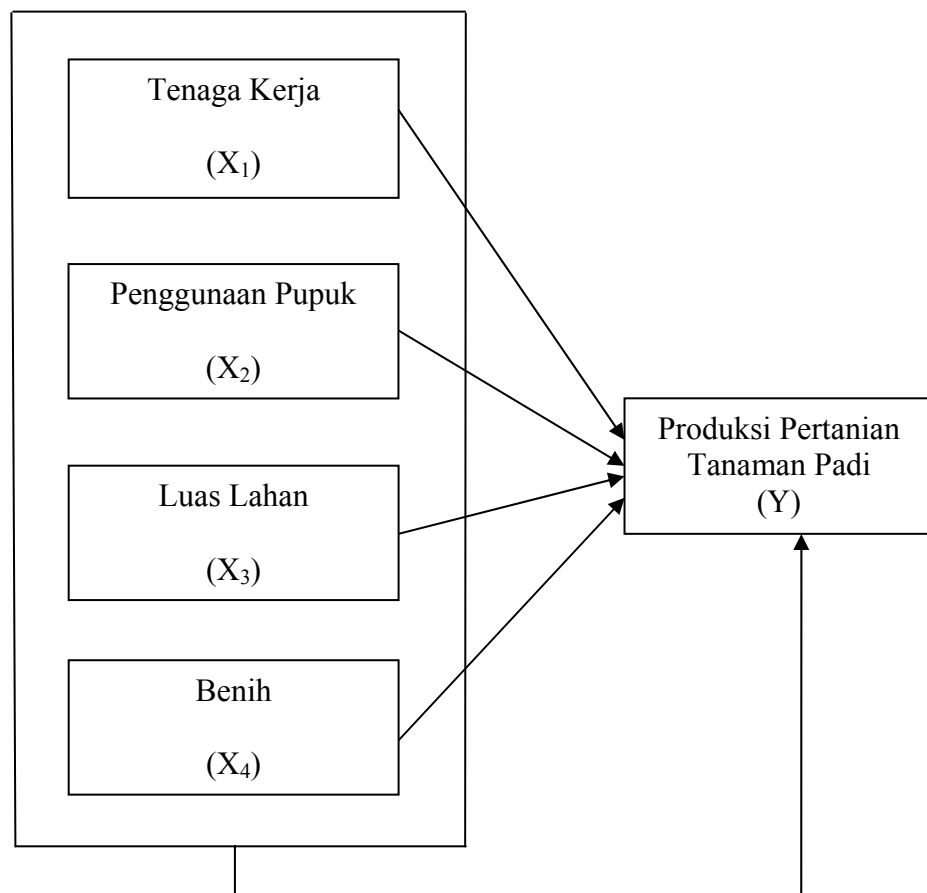 Tenaga Kerja
(X₁)
Penggunaan Pupuk
(X₂)
Luas Lahan
(X₃)
Benih
(X₄)
Produksi Pertanian
Tanaman Padi
(Y)